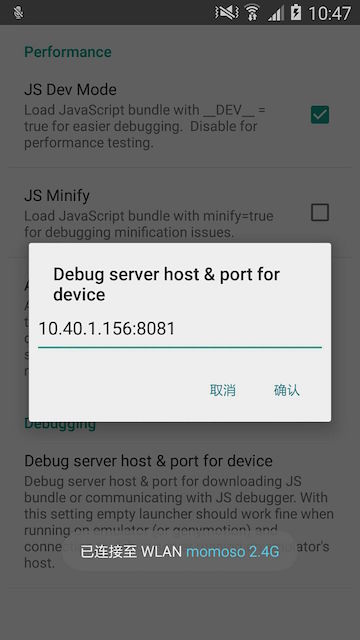 10:47
Performance
JS Dev Mode
Load JavaScript bundle with __DEV__ =
true for easier debugging. Disable for
performance testing.
JS Minify
Load JavaScript bundle with minify=true
for debugging minification issues.
Debug server host & port for
device
10.40.1.156:8081
取消
确认
Debugging
Debug server host & port for device
Debug server host & port for downloading JS
bundle or communicating with JS debugger. With
this setting empty launcher should work fine when
running on emulator (or genymotion) and
host.
已连接至 WLAN momoso 2.4G